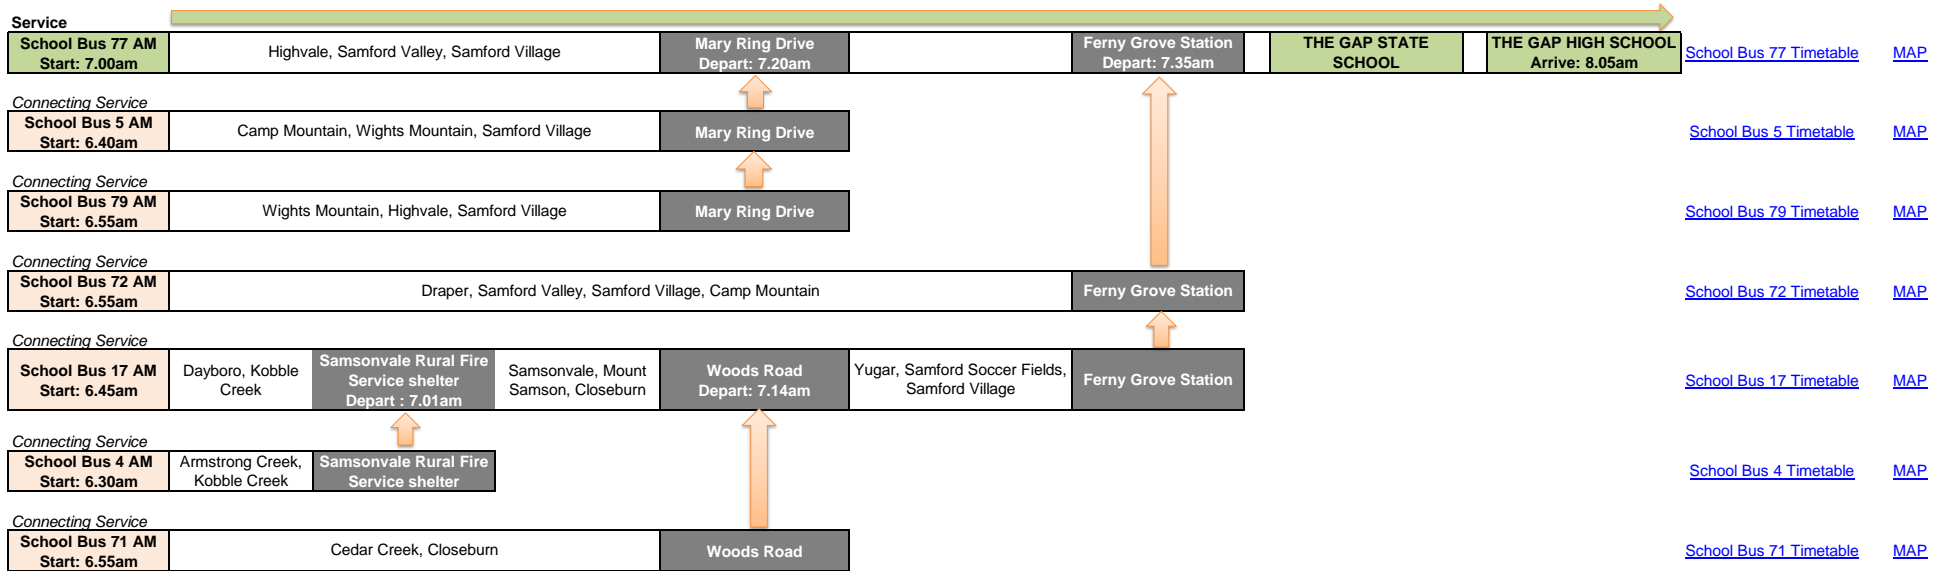 Service
School Bus 77 AM
Start: 7.00am
Highvale, Samford Valley, Samford Village
Mary Ring Drive
Depart: 7.20am
Ferny Grove Station
Depart: 7.35am
THE GAP STATE
SCHOOL
THE GAP HIGH SCHOOL
Arrive: 8.05am
School Bus 77 Timetable
MAP
Connecting Service
School Bus 5 AM
Start: 6.40am
Camp Mountain, Wights Mountain, Samford Village
Mary Ring Drive
School Bus 5 Timetable
MAP
Connecting Service
School Bus 79 AM
Start: 6.55am
Wights Mountain, Highvale, Samford Village
Mary Ring Drive
School Bus 79 Timetable
MAP
Connecting Service
School Bus 72 AM
Start: 6.55am
Draper, Samford Valley, Samford Village, Camp Mountain
Ferny Grove Station
School Bus 72 Timetable
MAP
Connecting Service
School Bus 17 AM
Start: 6.45am
Dayboro, Kobble
Creek
Samsonvale Rural Fire
Service shelter
Depart : 7.01am
Samsonvale, Mount
Samson, Closeburn
Woods Road
Depart: 7.14am
Yugar, Samford Soccer Fields,
Samford Village
Ferny Grove Station
School Bus 17 Timetable
MAP
Connecting Service
School Bus 4 AM
Start: 6.30am
Armstrong Creek,
Kobble Creek
Samsonvale Rural Fire
Service shelter
School Bus 4 Timetable
MAP
Connecting Service
School Bus 71 AM
Start: 6.55am
Cedar Creek, Closeburn
Woods Road
School Bus 71 Timetable
MAP